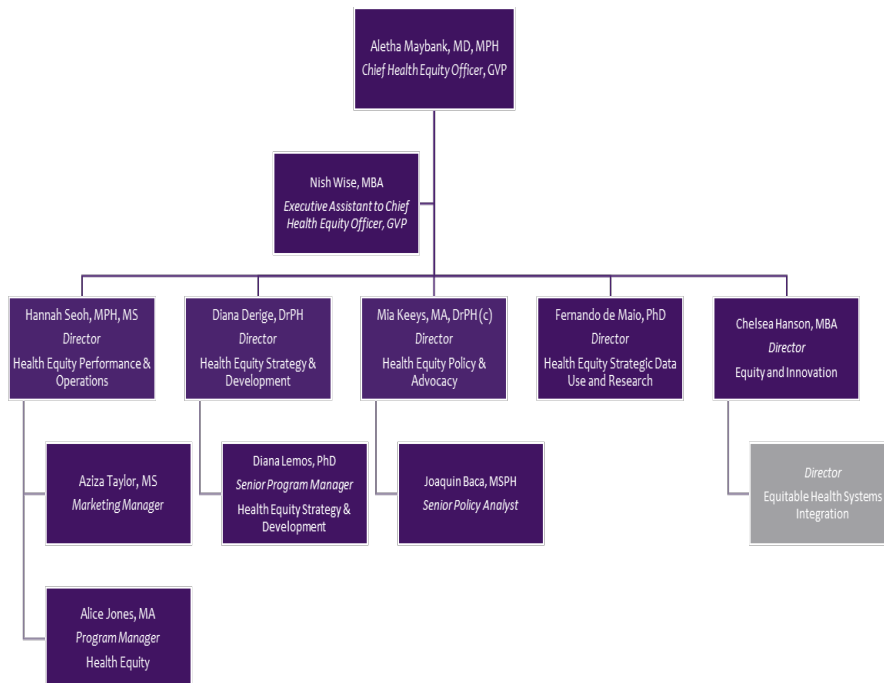 Aletha Maybank, MD, MPH
Chief Health Equity Officer, GVP
Nish Wise, MBA
Executive Assistant to Chief
Health Equity Officer, GVP
Hannah Seoh, MPH, MS
Director
Health Equity Performance &
Operations
Diana Derige, DrPH
Director
Health Equity Strategy &
Development
Mia Keeys, MA, DrPH (c)
Director
Health Equity Policy &
Advocacy
Fernando de Maio, PhD
Director
Health Equity Strategic Data
Use and Research
Chelsea Hanson, MBA
Director
Equity and Innovation
Aziza Taylor, MS
Marketing Manager
Diana Lemos, PhD
Senior Program Manager
Health Equity Strategy &
Development
Joaquin Baca, MSPH
Senior Policy Analyst
Director
Equitable Health Systems
Integration
Alice Jones, MA
Program Manager
Health Equity